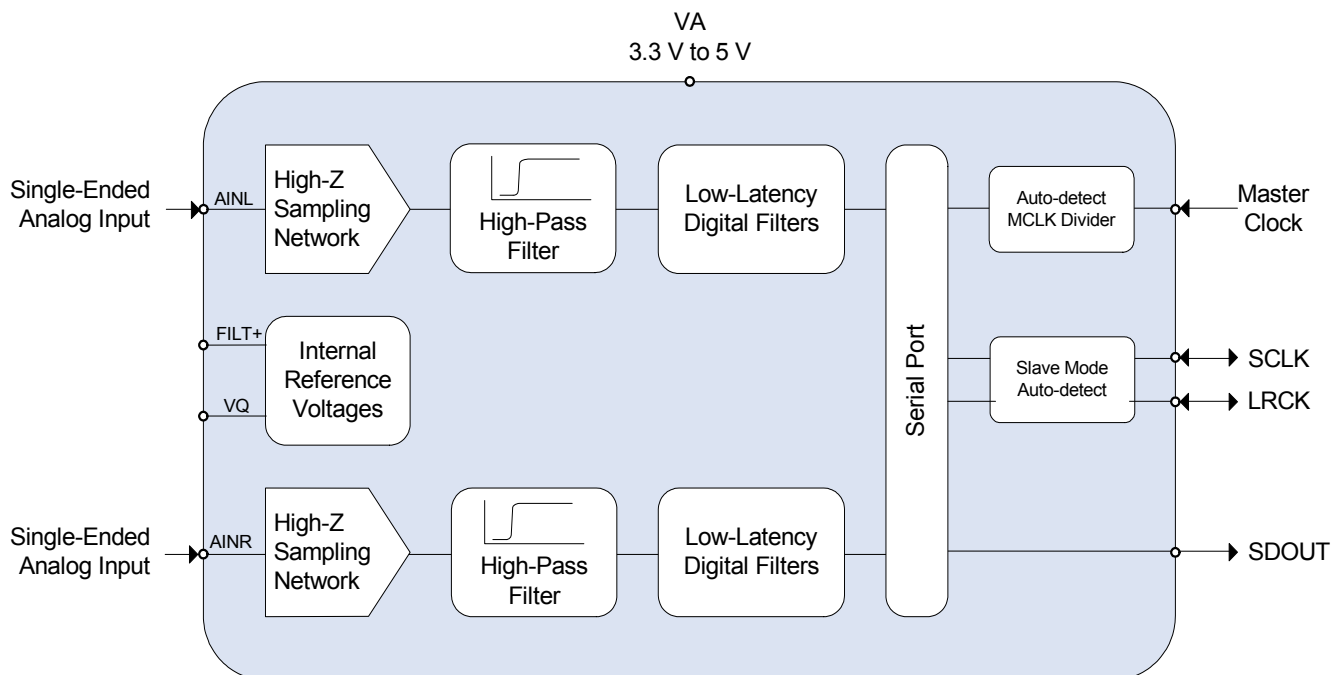 VA
3.3 V to 5 V
Single-Ended
Analog Input
AINL
High-Z
Sampling
Network
High-Pass
Filter
Low-Latency
Digital Filters
Serial Port
Auto-detect
MCLK Divider
Master
Clock
FILT+
VQ
Internal
Reference
Voltages
Slave Mode
Auto-detect
SCLK
LRCK
Single-Ended
Analog Input
AINR
High-Z
Sampling
Network
High-Pass
Filter
Low-Latency
Digital Filters
SDOUT